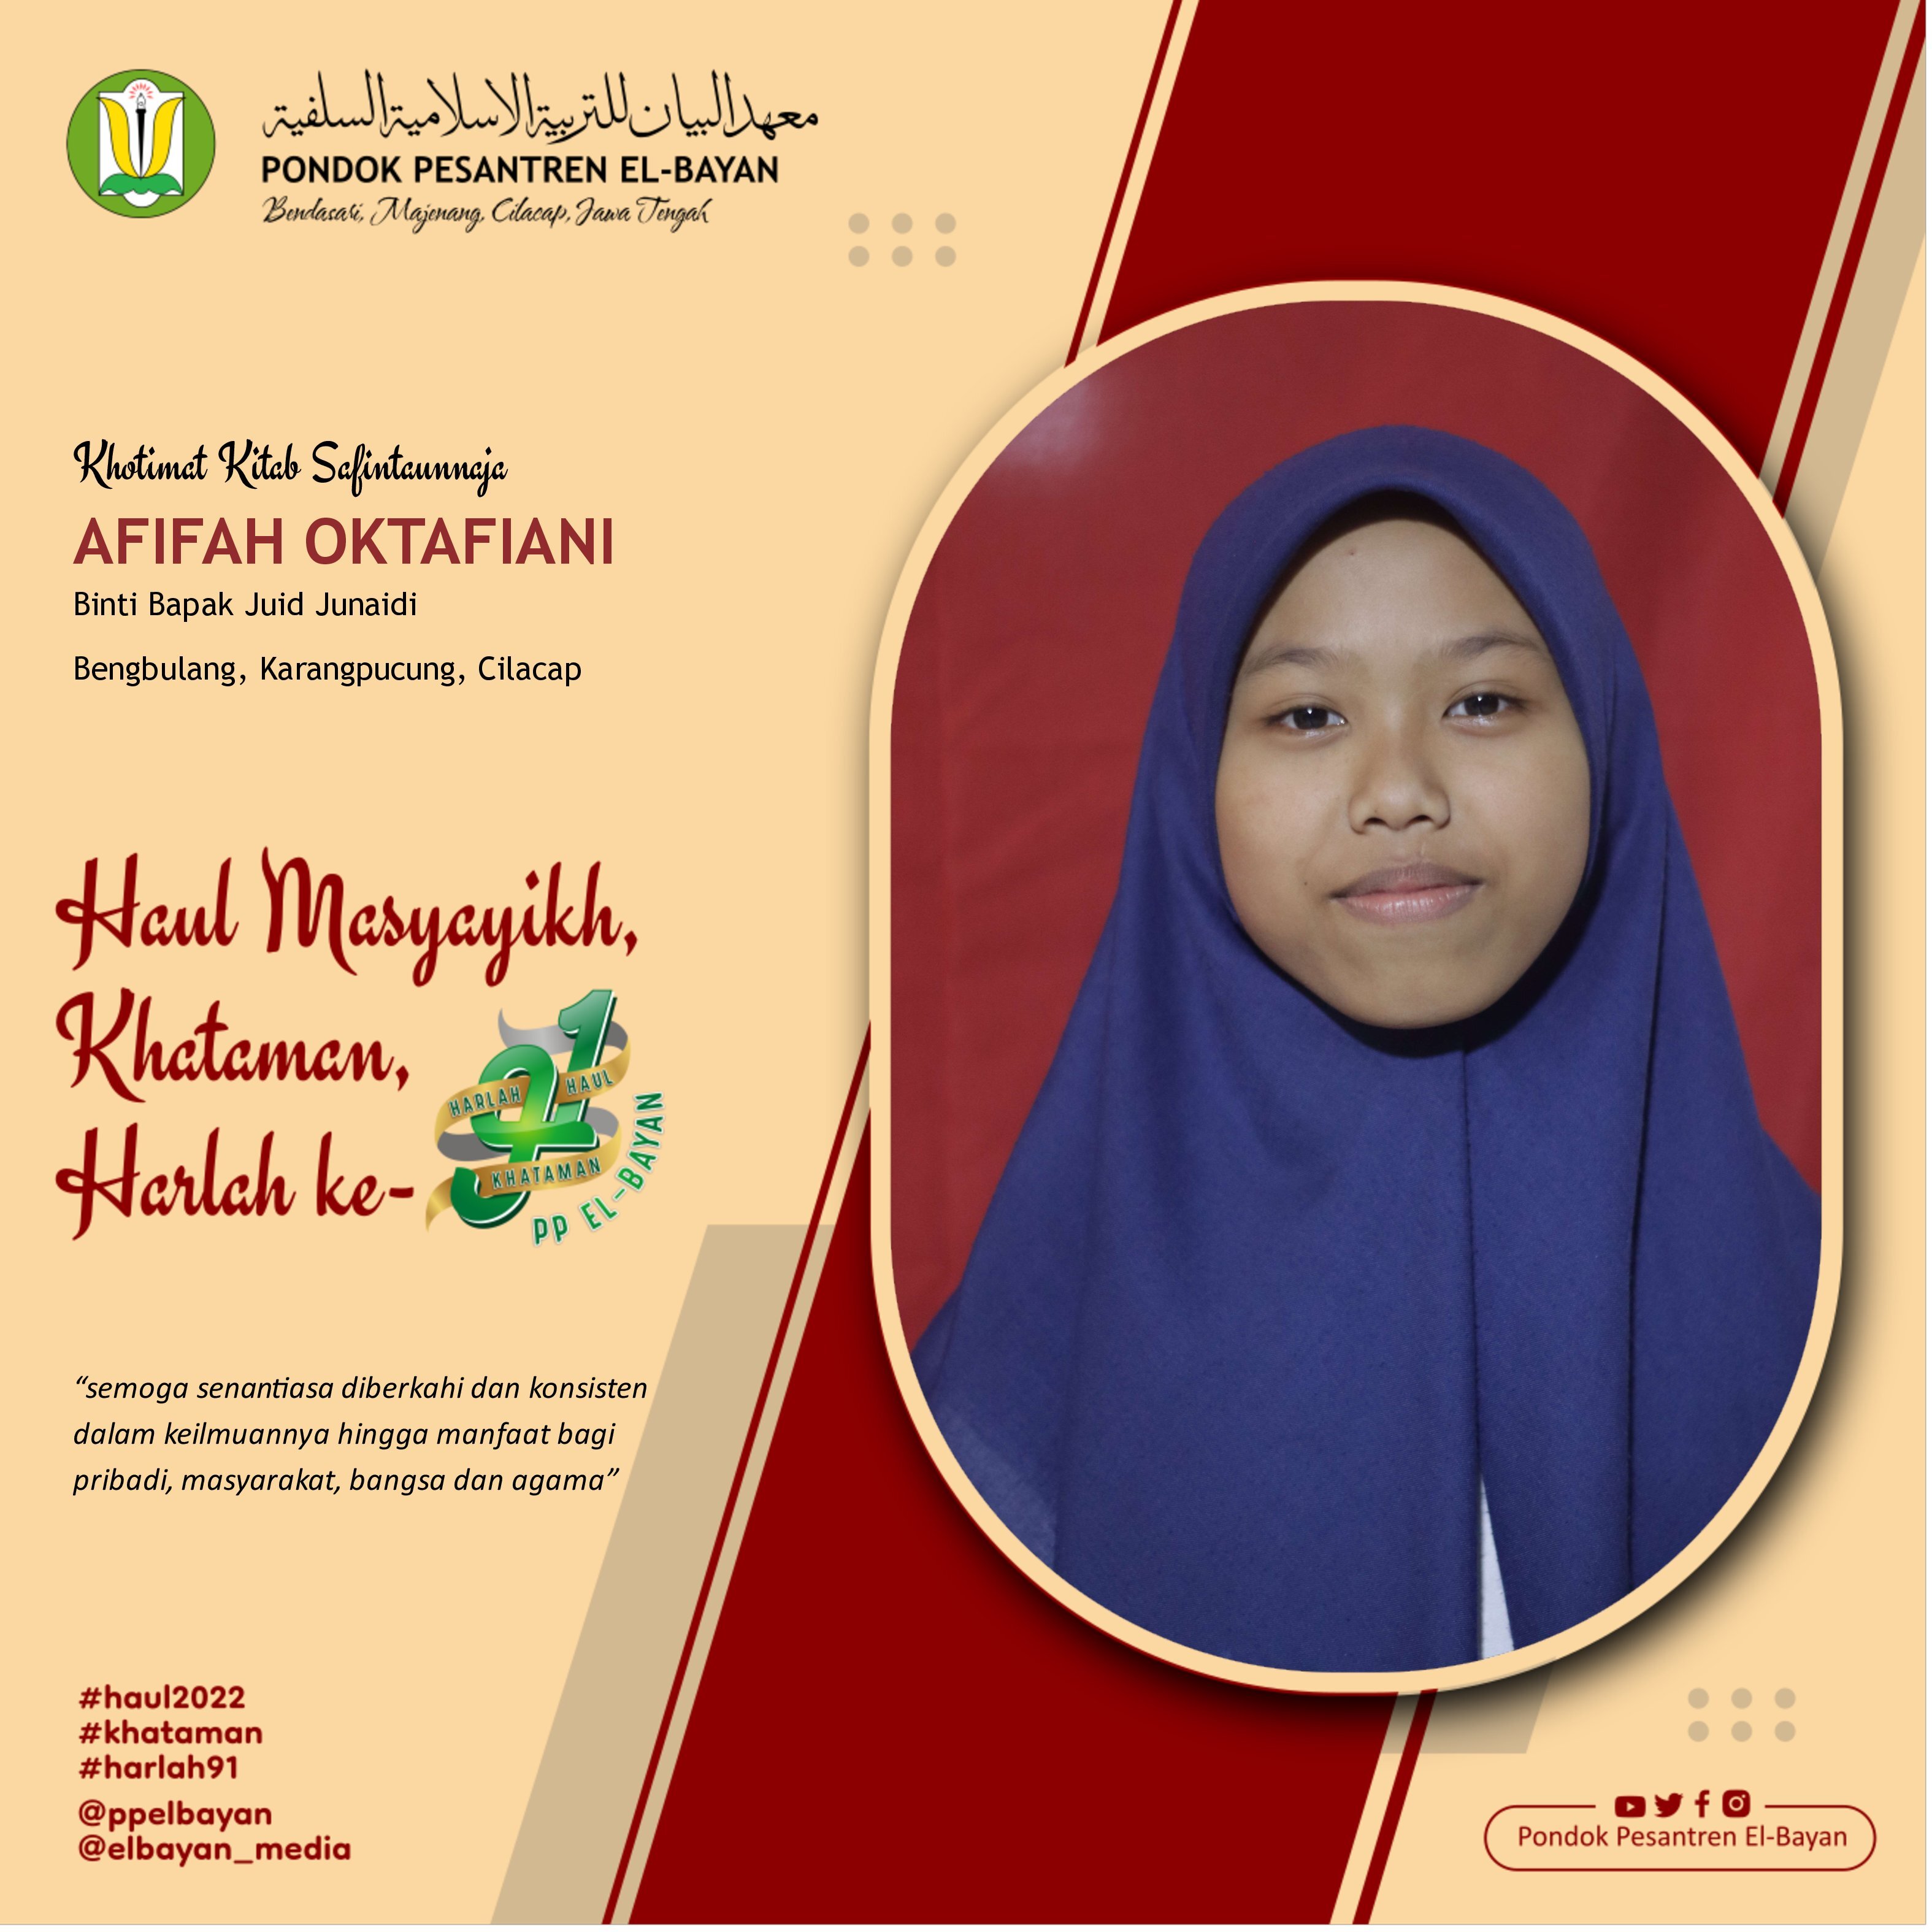 معهد البيان للتربية الاسلامية السلفية
PONDOK PESANTREN EL-BAYAN
Bendasari, Majenang, Cilacap, Jawa Tengah
Khotimat Kitab Safintaunnaja
AFIFAH OKTAFIANI
Binti Bapak Juid Junaidi
Bengbulang, Karangpucung, Cilacap
Haul Masyayikh,
Khataman,
Harlah ke-
91
HARLAH HAUL
KHATAMAN
PP EL-BAYAN
“semoga senantiasa diberkahi dan konsisten
dalam keilmuannya hingga manfaat bagi
pribadi, masyarakat, bangsa dan agama”
#haul2022
#khataman
#harlah91
@ppelbayan
@elbayan_media
Pondok Pesantren El-Bayan